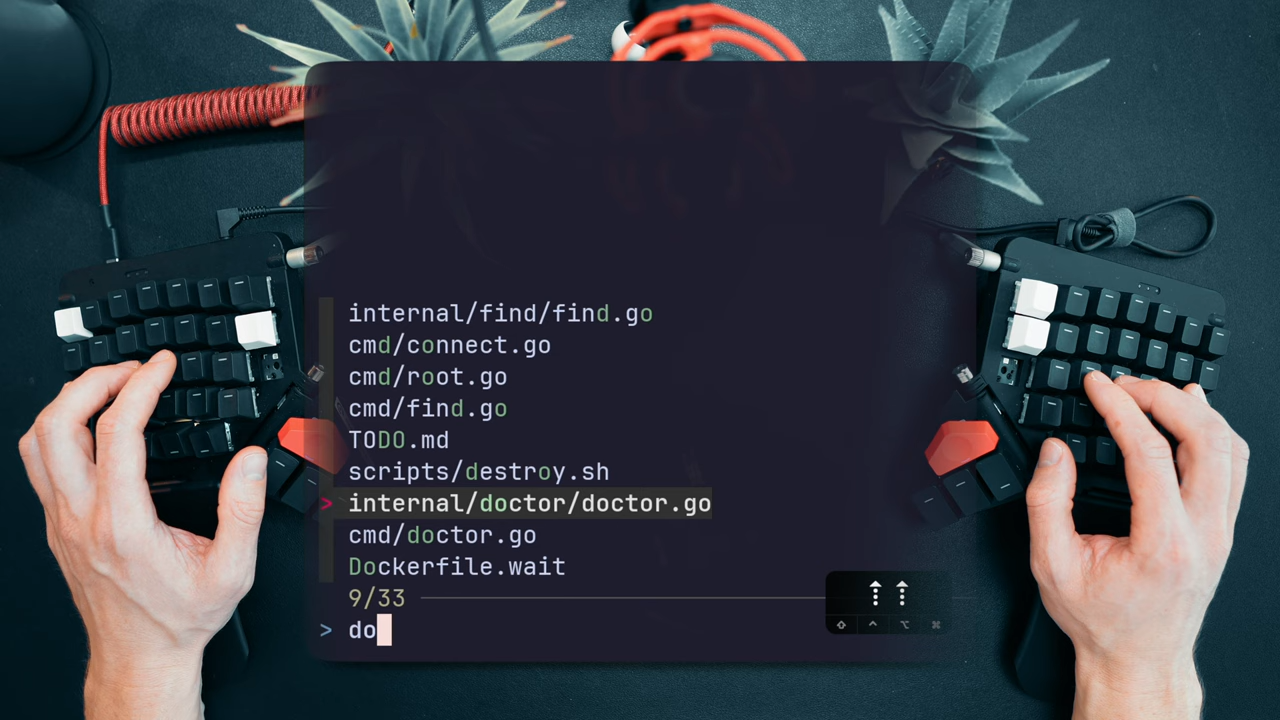 internal/find/find.go
cmd/connect.go
cmd/root.go
cmd/find.go
TODO.md
scripts/destroy.sh
> internal/doctor/doctor.go
cmd/doctor.go
Dockerfile.wait
9/33
> do